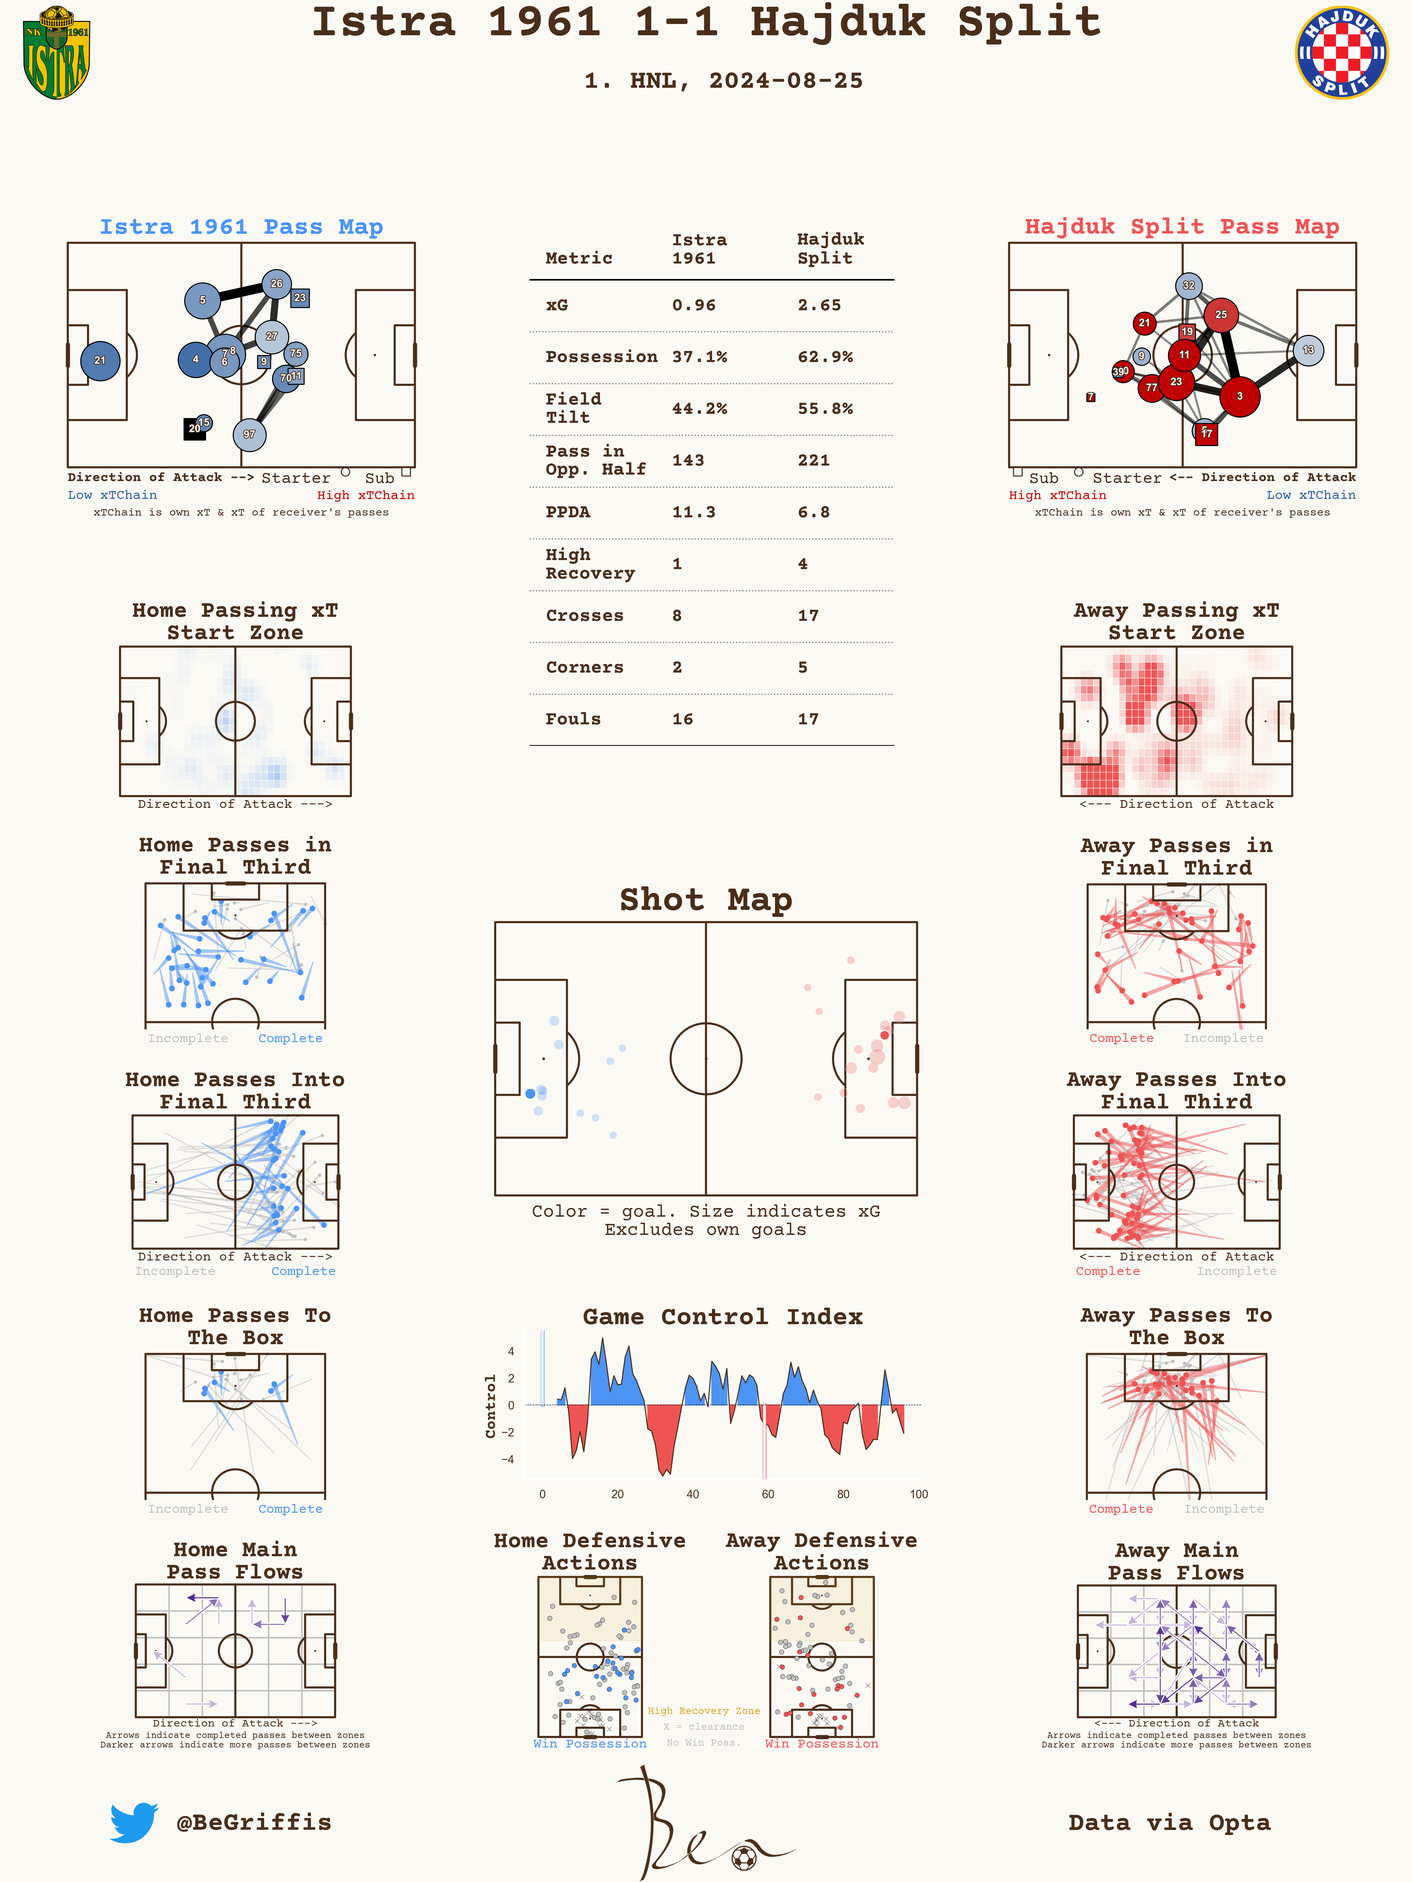 Istra 1961 1-1 Hajduk Split
1. HNL, 2024-08-25
NK 1961
ISTRA
HAJDUK
SPLIT
Istra 1961 Pass Map
5
26
23
27
21
4
7
8
6
9
75
70
11
20
15
97
Direction of Attack --> Starter Sub
Low xTChain High xTChain
xTChain is own xT & xT of receiver's passes
Metric Istra 1961 Hajduk Split
xG 0.96 2.65
Possession 37.1% 62.9%
Field Tilt 44.2% 55.8%
Pass in Opp. Half 143 221
PPDA 11.3 6.8
High Recovery 1 4
Crosses 8 17
Corners 2 5
Fouls 16 17
Hajduk Split Pass Map
32
21
25
19
9
11
13
39
77
23
3
7
17
Sub Starter <-- Direction of Attack
High xTChain Low xTChain
xTChain is own xT & xT of receiver's passes
Home Passing xT
Start Zone
Direction of Attack --->
Away Passing xT
Start Zone
<--- Direction of Attack
Home Passes in
Final Third
Incomplete Complete
Away Passes in
Final Third
Complete Incomplete
Shot Map
Color = goal. Size indicates xG
Excludes own goals
Home Passes Into
Final Third
Direction of Attack --->
Incomplete Complete
Away Passes Into
Final Third
<--- Direction of Attack
Complete Incomplete
Home Passes To
The Box
Incomplete Complete
Game Control Index
Control
4
2
0
−2
−4
0 20 40 60 80 100
Away Passes To
The Box
Complete Incomplete
Home Main
Pass Flows
Direction of Attack --->
Arrows indicate completed passes between zones
Darker arrows indicate more passes between zones
Home Defensive
Actions
Win Possession
High Recovery Zone
X = clearance
No Win Poss.
Away Defensive
Actions
Win Possession
Away Main
Pass Flows
<--- Direction of Attack
Arrows indicate completed passes between zones
Darker arrows indicate more passes between zones
@BeGriffis
Ben
Data via Opta